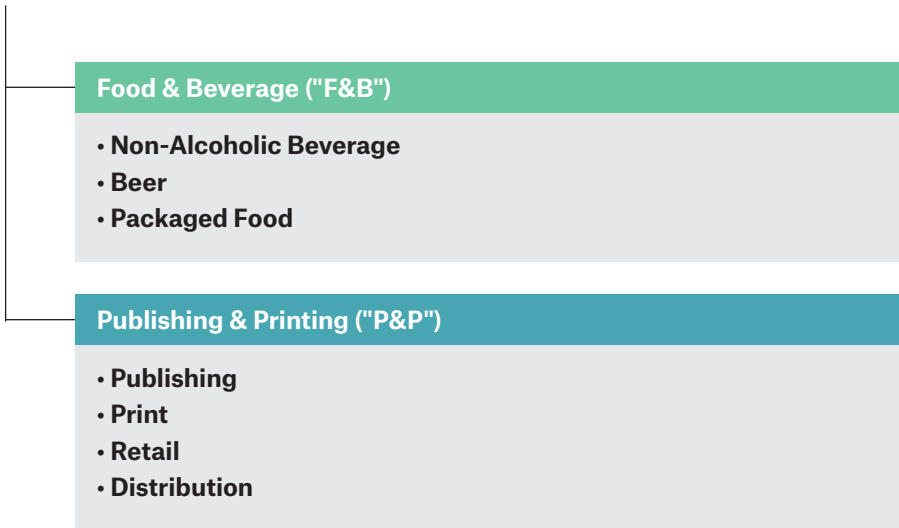 Food & Beverage ("F&B")
• Non-Alcoholic Beverage
• Beer
• Packaged Food
Publishing & Printing ("P&P")
• Publishing
• Print
• Retail
• Distribution